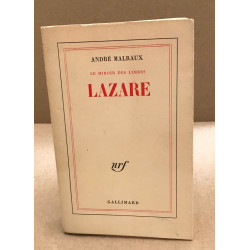 ANDRÉ MALRAUX
LE MIROIR DES LIMBES
LAZARE
nrf
GALLIMARD